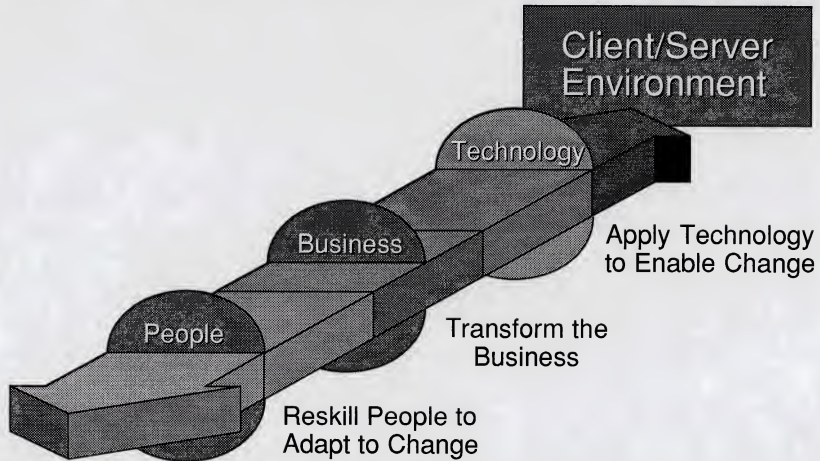 Client/Server
Environment
Technology
Apply Technology
to Enable Change
Business
Transform the
Business
People
Reskill People to
Adapt to Change